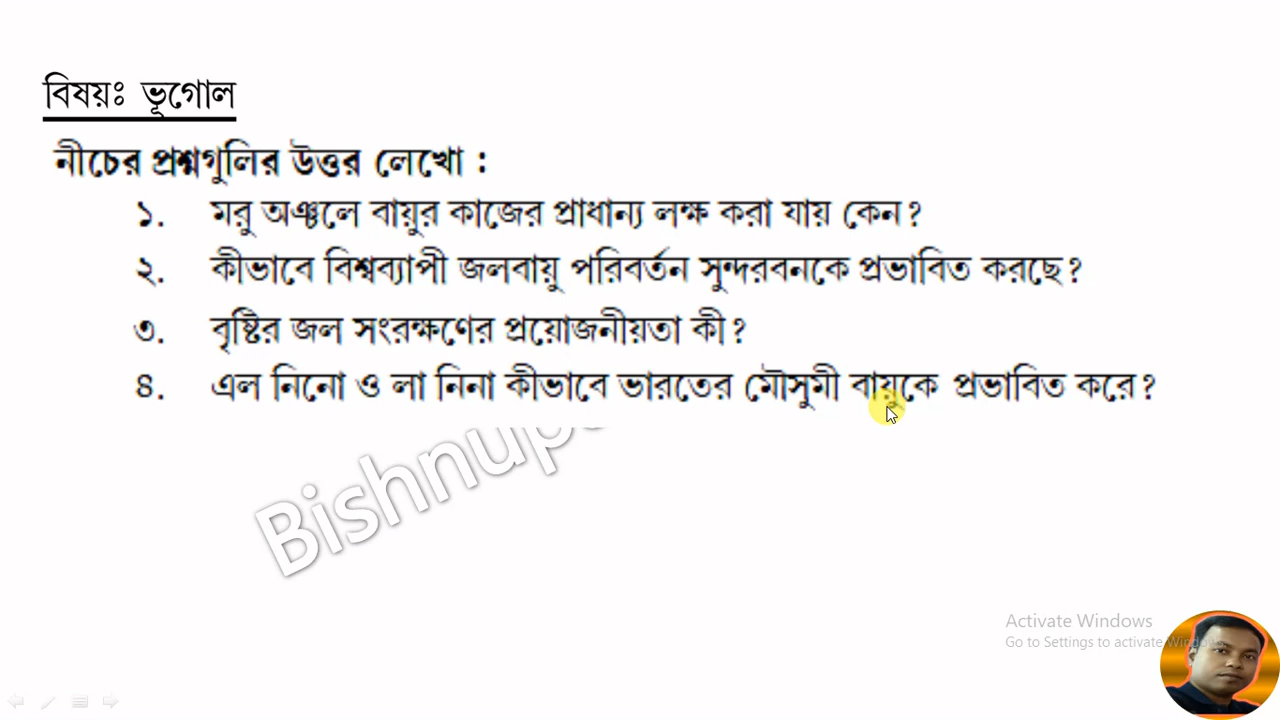 বিষয়ঃ ভূগোল
নীচের প্রশ্নগুলির উত্তর লেখো :
১. মরু অঞ্চলে বায়ুর কাজের প্রাধান্য লক্ষ করা যায় কেন?
২. কীভাবে বিশ্বব্যাপী জলবায়ু পরিবর্তন সুন্দরবনকে প্রভাবিত করছে?
৩. বৃষ্টির জল সংরক্ষণের প্রয়োজনীয়তা কী?
৪. এল নিনো ও লা নিনা কীভাবে ভারতের মৌসুমী বায়ুকে প্রভাবিত করে?
Activate Windows
Go to Settings to activate